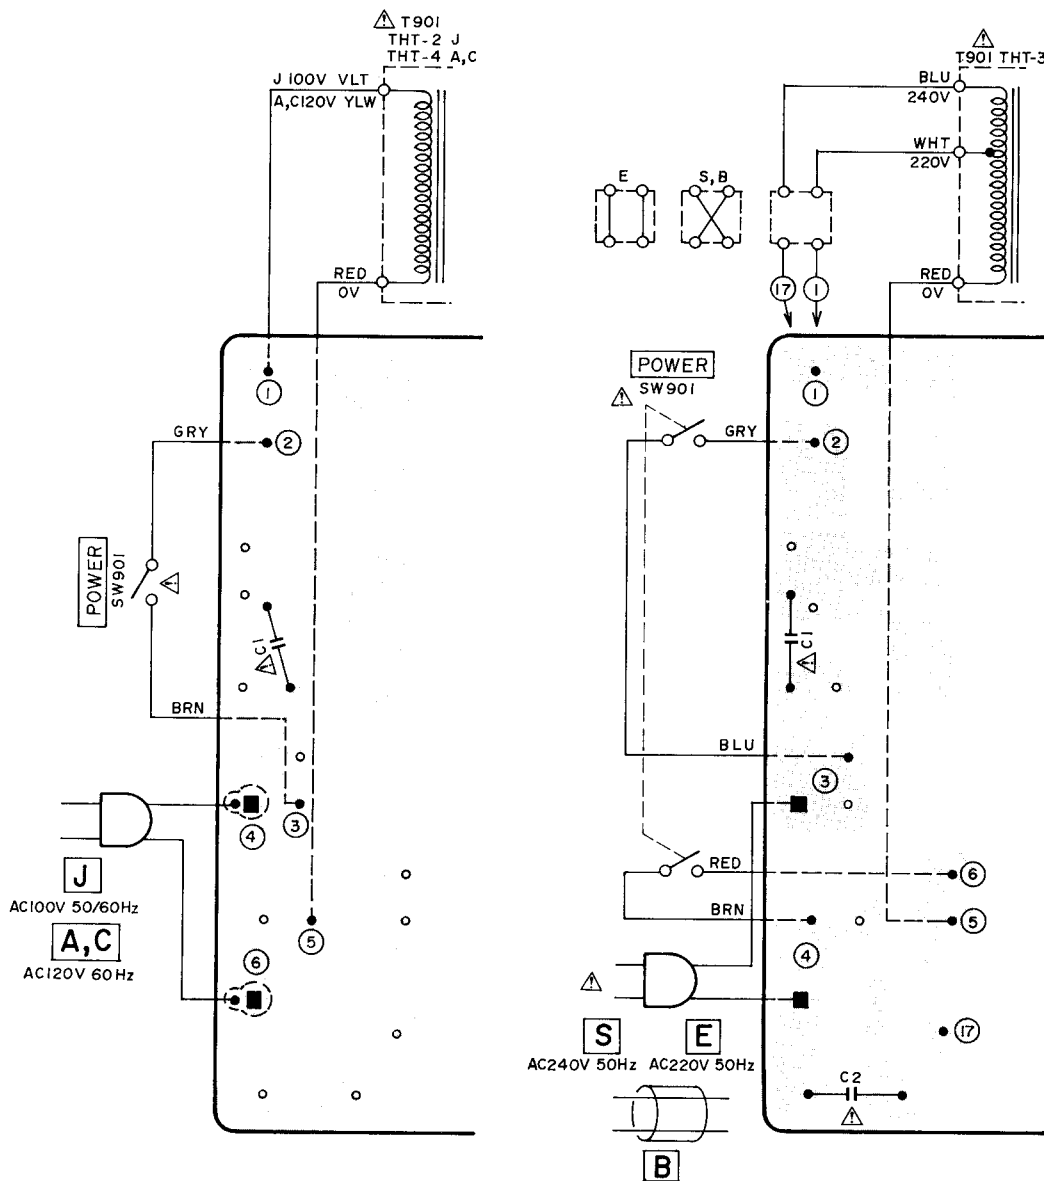 ⚠ T901
THT-2 J
THT-4 A,C
J 100V VLT
A,C120V YLW
RED
0V
①
GRY
②
POWER
SW901
⚠
C1
⚠
BRN
③
④
J
AC100V 50/60Hz
A,C
AC120V 60Hz
⑤
⑥
⚠
T901 THT-3
BLU
240V
WHT
220V
E
S,B
RED
0V
⑰
①
POWER
SW901
⚠
①
GRY
②
C1
⚠
BLU
③
RED
⑥
BRN
⑤
④
⚠
S
E
AC240V 50Hz
AC220V 50Hz
⑰
C2
⚠
B